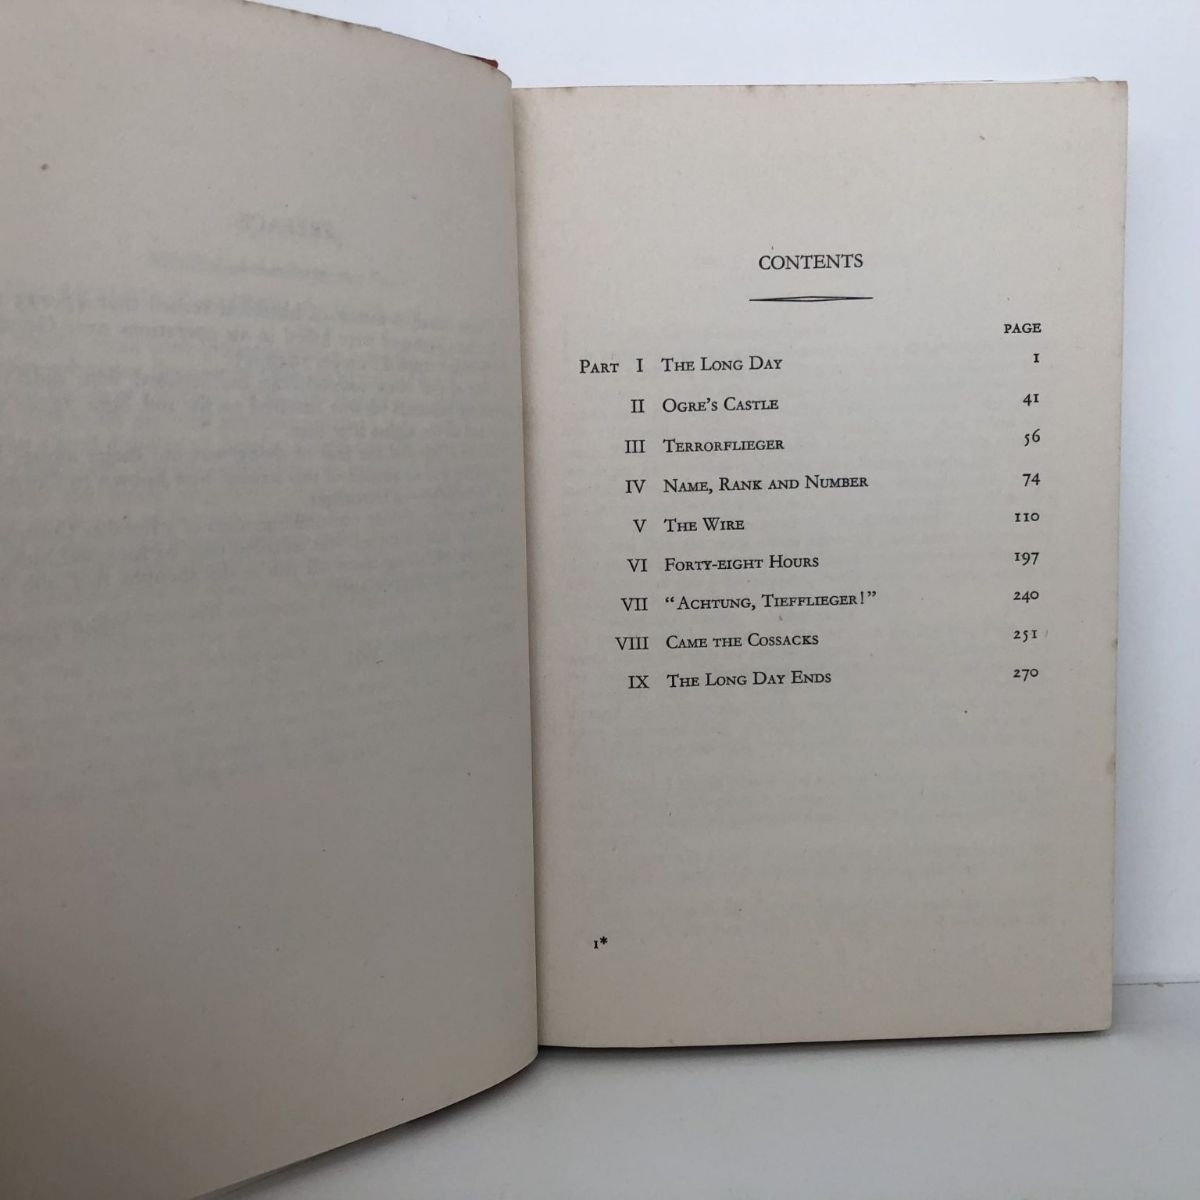 CONTENTS
PAGE
PART I THE LONG DAY 1
II OGRE'S CASTLE 41
III TERRORFLIEGER 56
IV NAME, RANK AND NUMBER 74
V THE WIRE 110
VI FORTY-EIGHT HOURS 197
VII “ACHTUNG, TIEFFLIEGER!” 240
VIII CAME THE COSSACKS 251
IX THE LONG DAY ENDS 270
1*